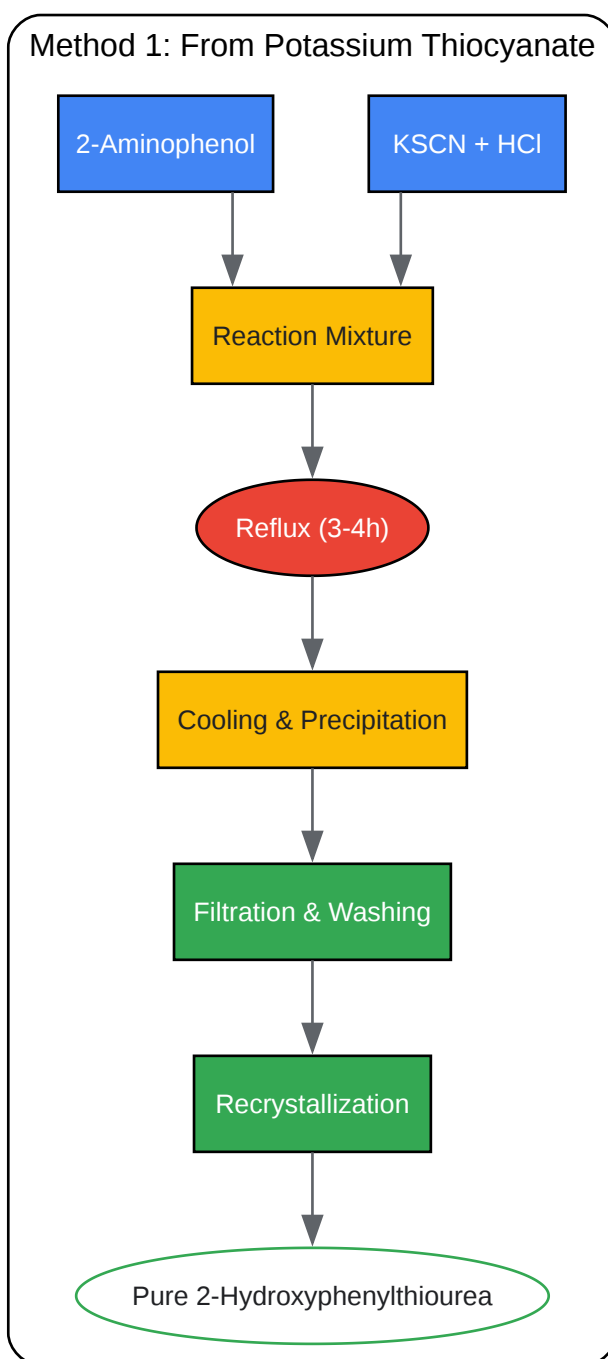 Method 1: From Potassium Thiocyanate
2-Aminophenol
KSCN + HCl
Reaction Mixture
Reflux (3-4h)
Cooling & Precipitation
Filtration & Washing
Recrystallization
Pure 2-Hydroxyphenylthiourea